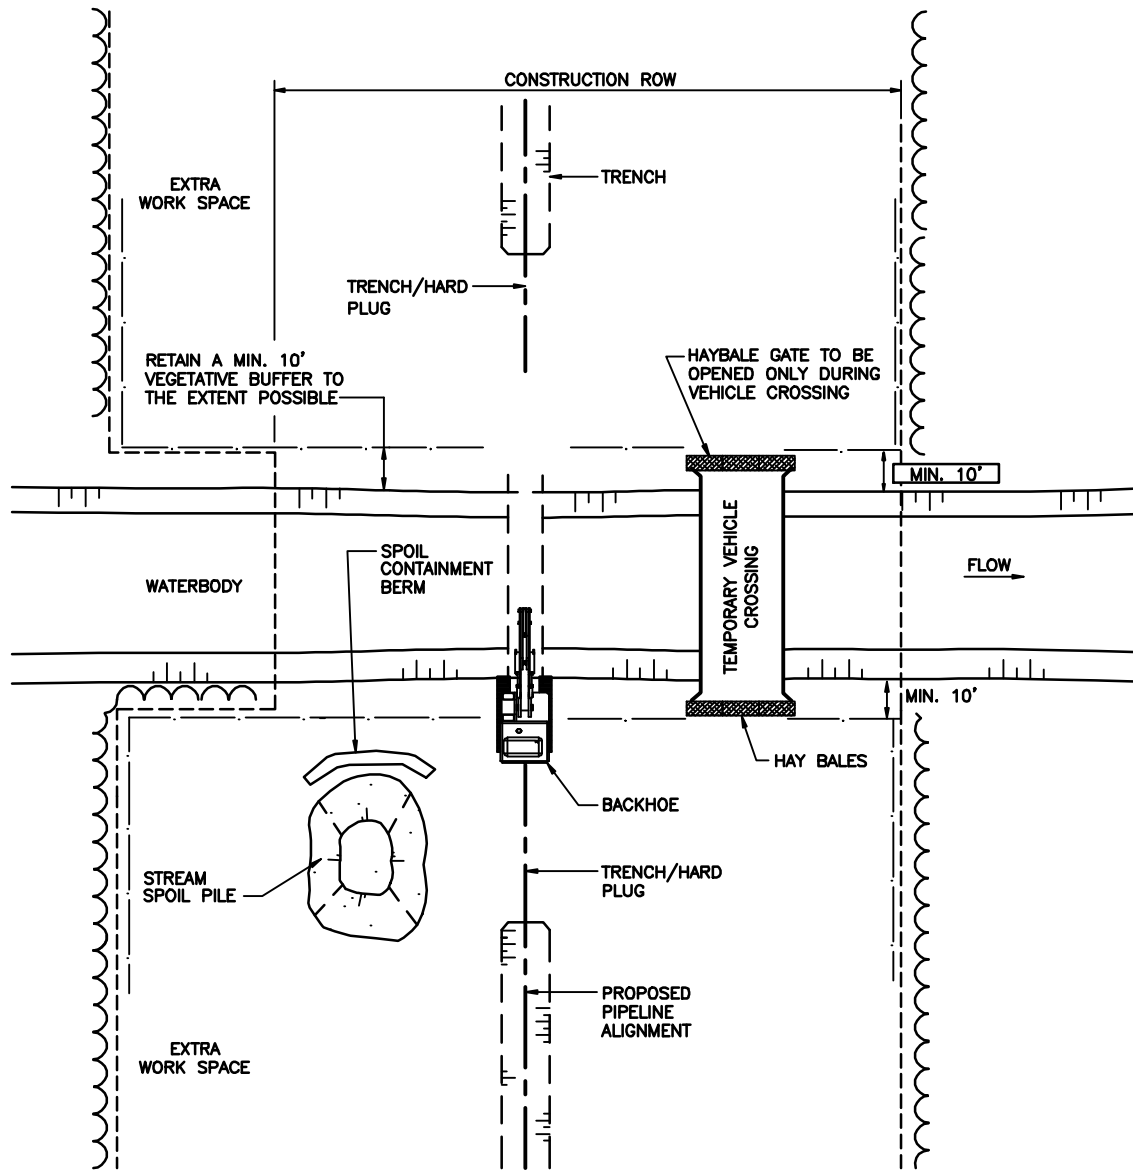 CONSTRUCTION ROW
TRENCH
EXTRA
WORK SPACE
TRENCH/HARD
PLUG
RETAIN A MIN. 10'
VEGETATIVE BUFFER TO
THE EXTENT POSSIBLE
HAYBALE GATE TO BE
OPENED ONLY DURING
VEHICLE CROSSING
MIN. 10'
SPOIL
CONTAINMENT
BERM
WATERBODY
TEMPORARY VEHICLE
CROSSING
FLOW
MIN. 10'
HAY BALES
BACKHOE
STREAM
SPOIL PILE
TRENCH/HARD
PLUG
PROPOSED
PIPELINE
ALIGNMENT
EXTRA
WORK SPACE